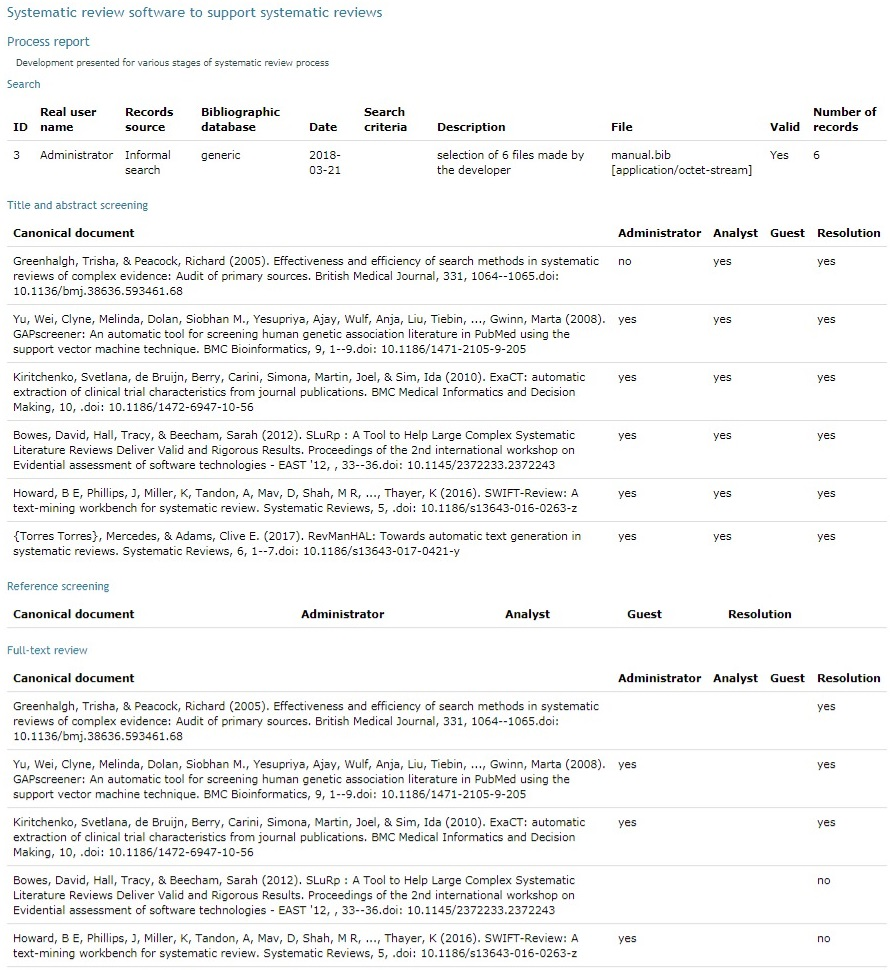 Systematic review software to support systematic reviews
Process report
Development presented for various stages of systematic review process
Search
ID Real user name Records source Bibliographic database Date Search criteria Description File Valid Number of records
3 Administrator Informal search generic 2018-03-21 selection of 6 files made by the developer manual.bib [application/octet-stream] Yes 6
Title and abstract screening
Canonical document Administrator Analyst Guest Resolution
Greenhalgh, Trisha, & Peacock, Richard (2005). Effectiveness and efficiency of search methods in systematic no yes yes
reviews of complex evidence: Audit of primary sources. British Medical Journal, 331, 1064--1065.doi:
10.1136/bmj.38636.593461.68
Yu, Wei, Clyne, Melinda, Dolan, Siobhan M., Yesupriya, Ajay, Wulf, Anja, Liu, Tiebin, ..., Gwinn, Marta (2008). yes yes yes
GAPscreener: An automatic tool for screening human genetic association literature in PubMed using the
support vector machine technique. BMC Bioinformatics, 9, 1--9.doi: 10.1186/1471-2105-9-205
Kiritchenko, Svetlana, de Bruijn, Berry, Carini, Simona, Martin, Joel, & Sim, Ida (2010). ExaCT: automatic yes yes yes
extraction of clinical trial characteristics from journal publications. BMC Medical Informatics and Decision
Making, 10, .doi: 10.1186/1472-6947-10-56
Bowes, David, Hall, Tracy, & Beecham, Sarah (2012). SLuRp : A Tool to Help Large Complex Systematic yes yes yes
Literature Reviews Deliver Valid and Rigorous Results. Proceedings of the 2nd international workshop on
Evidential assessment of software technologies - EAST '12, , 33--36.doi: 10.1145/2372233.2372243
Howard, B E, Phillips, J, Miller, K, Tandon, A, Mav, D, Shah, M R, ..., Thayer, K (2016). SWIFT-Review: A yes yes yes
text-mining workbench for systematic review. Systematic Reviews, 5, .doi: 10.1186/s13643-016-0263-z
{Torres Torres}, Mercedes, & Adams, Clive E. (2017). RevManHAL: Towards automatic text generation in yes yes yes
systematic reviews. Systematic Reviews, 6, 1--7.doi: 10.1186/s13643-017-0421-y
Reference screening
Canonical document Administrator Analyst Guest Resolution
Full-text review
Canonical document Administrator Analyst Guest Resolution
Greenhalgh, Trisha, & Peacock, Richard (2005). Effectiveness and efficiency of search methods in systematic yes
reviews of complex evidence: Audit of primary sources. British Medical Journal, 331, 1064--1065.doi:
10.1136/bmj.38636.593461.68
Yu, Wei, Clyne, Melinda, Dolan, Siobhan M., Yesupriya, Ajay, Wulf, Anja, Liu, Tiebin, ..., Gwinn, Marta (2008). yes yes
GAPscreener: An automatic tool for screening human genetic association literature in PubMed using the
support vector machine technique. BMC Bioinformatics, 9, 1--9.doi: 10.1186/1471-2105-9-205
Kiritchenko, Svetlana, de Bruijn, Berry, Carini, Simona, Martin, Joel, & Sim, Ida (2010). ExaCT: automatic yes yes
extraction of clinical trial characteristics from journal publications. BMC Medical Informatics and Decision
Making, 10, .doi: 10.1186/1472-6947-10-56
Bowes, David, Hall, Tracy, & Beecham, Sarah (2012). SLuRp : A Tool to Help Large Complex Systematic no
Literature Reviews Deliver Valid and Rigorous Results. Proceedings of the 2nd international workshop on
Evidential assessment of software technologies - EAST '12, , 33--36.doi: 10.1145/2372233.2372243
Howard, B E, Phillips, J, Miller, K, Tandon, A, Mav, D, Shah, M R, ..., Thayer, K (2016). SWIFT-Review: A yes no
text-mining workbench for systematic review. Systematic Reviews, 5, .doi: 10.1186/s13643-016-0263-z